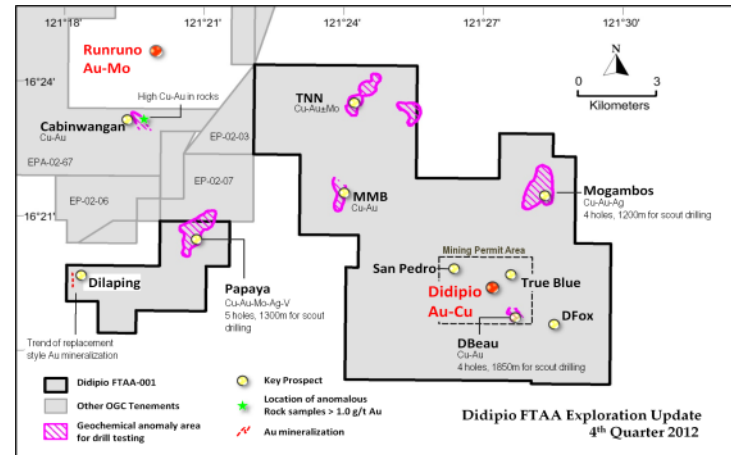 121°18'
121°21'
121°24'
121°27'
121°30'
Runruno
Au-Mo
16°24'
High Cu-Au in rocks
Cabinwangan
Cu-Au
EPA-02-67
EP-02-03
EP-02-07
EP-02-06
16°21'
TNN
Cu-Au±Mo
N
0
3
Kilometers
MMB
Cu-Au
Mogambos
Cu-Au-Ag
4 holes, 1200m for scout drilling
Mining Permit Area
San Pedro
True Blue
Didipio
Au-Cu
DFox
DBeau
Cu-Au
4 holes, 1850m for scout drilling
Dilaping
Papaya
Cu-Au-Mo-Ag-V
5 holes, 1300m for scout
drilling
Trend of replacement
style Au mineralization
Didipio FTAA-001
Other OGC Tenements
Geochemical anomaly area
for drill testing
Key Prospect
Location of anomalous
Rock samples > 1.0 g/t Au
Au mineralization
Didipio FTAA Exploration Update
4th Quarter 2012